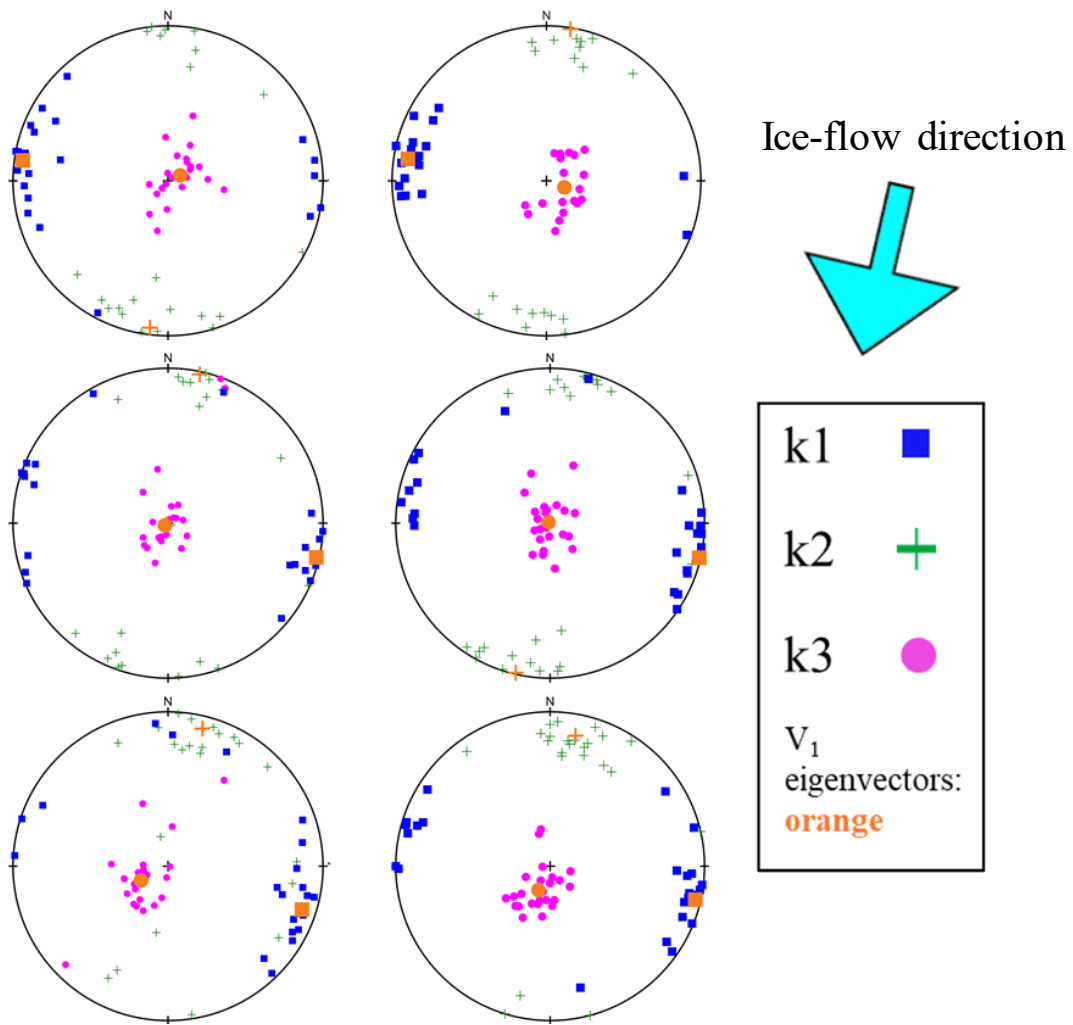 N
N
Ice-flow direction
N
N
k1
k2
k3
V1
eigenvectors:
orange
N
N